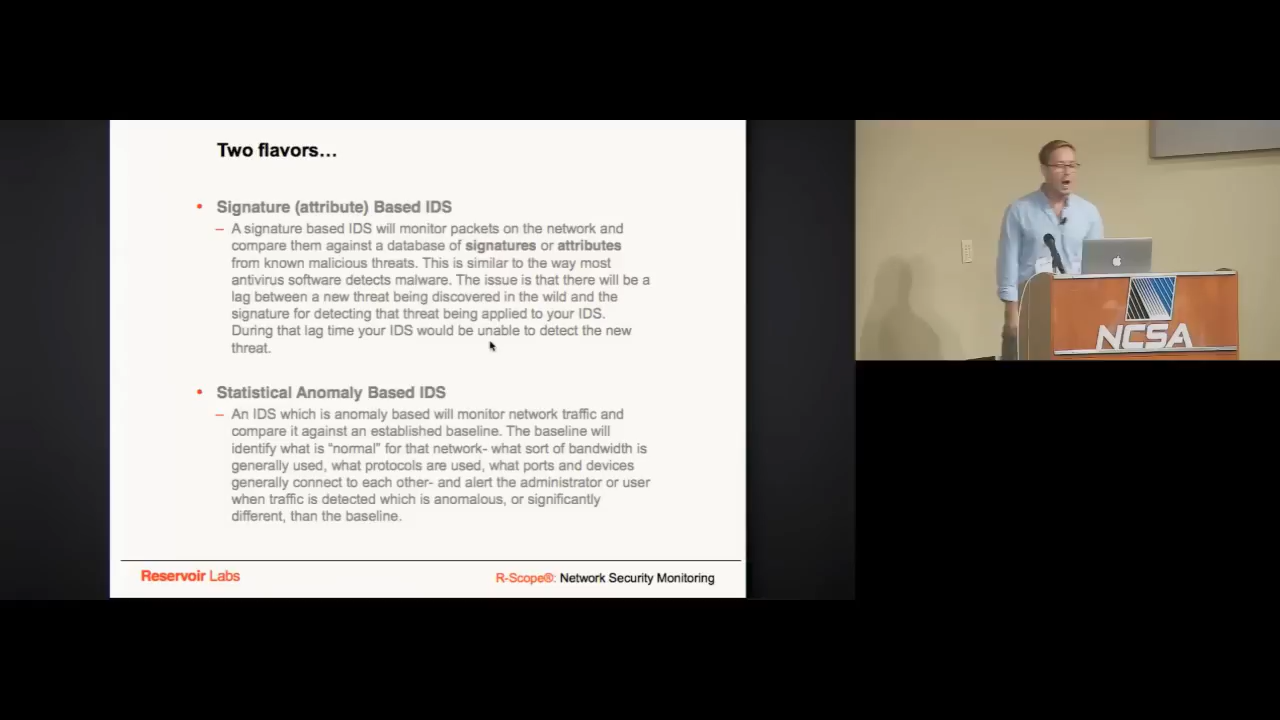 Two flavors…
• Signature (attribute) Based IDS
– A signature based IDS will monitor packets on the network and
compare them against a database of signatures or attributes
from known malicious threats. This is similar to the way most
antivirus software detects malware. The issue is that there will be a
lag between a new threat being discovered in the wild and the
signature for detecting that threat being applied to your IDS.
During that lag time your IDS would be unable to detect the new
threat.
• Statistical Anomaly Based IDS
– An IDS which is anomaly based will monitor network traffic and
compare it against an established baseline. The baseline will
identify what is “normal” for that network- what sort of bandwidth is
generally used, what protocols are used, what ports and devices
generally connect to each other- and alert the administrator or user
when traffic is detected which is anomalous, or significantly
different, than the baseline.
Reservoir Labs
R-Scope®: Network Security Monitoring
NCSA